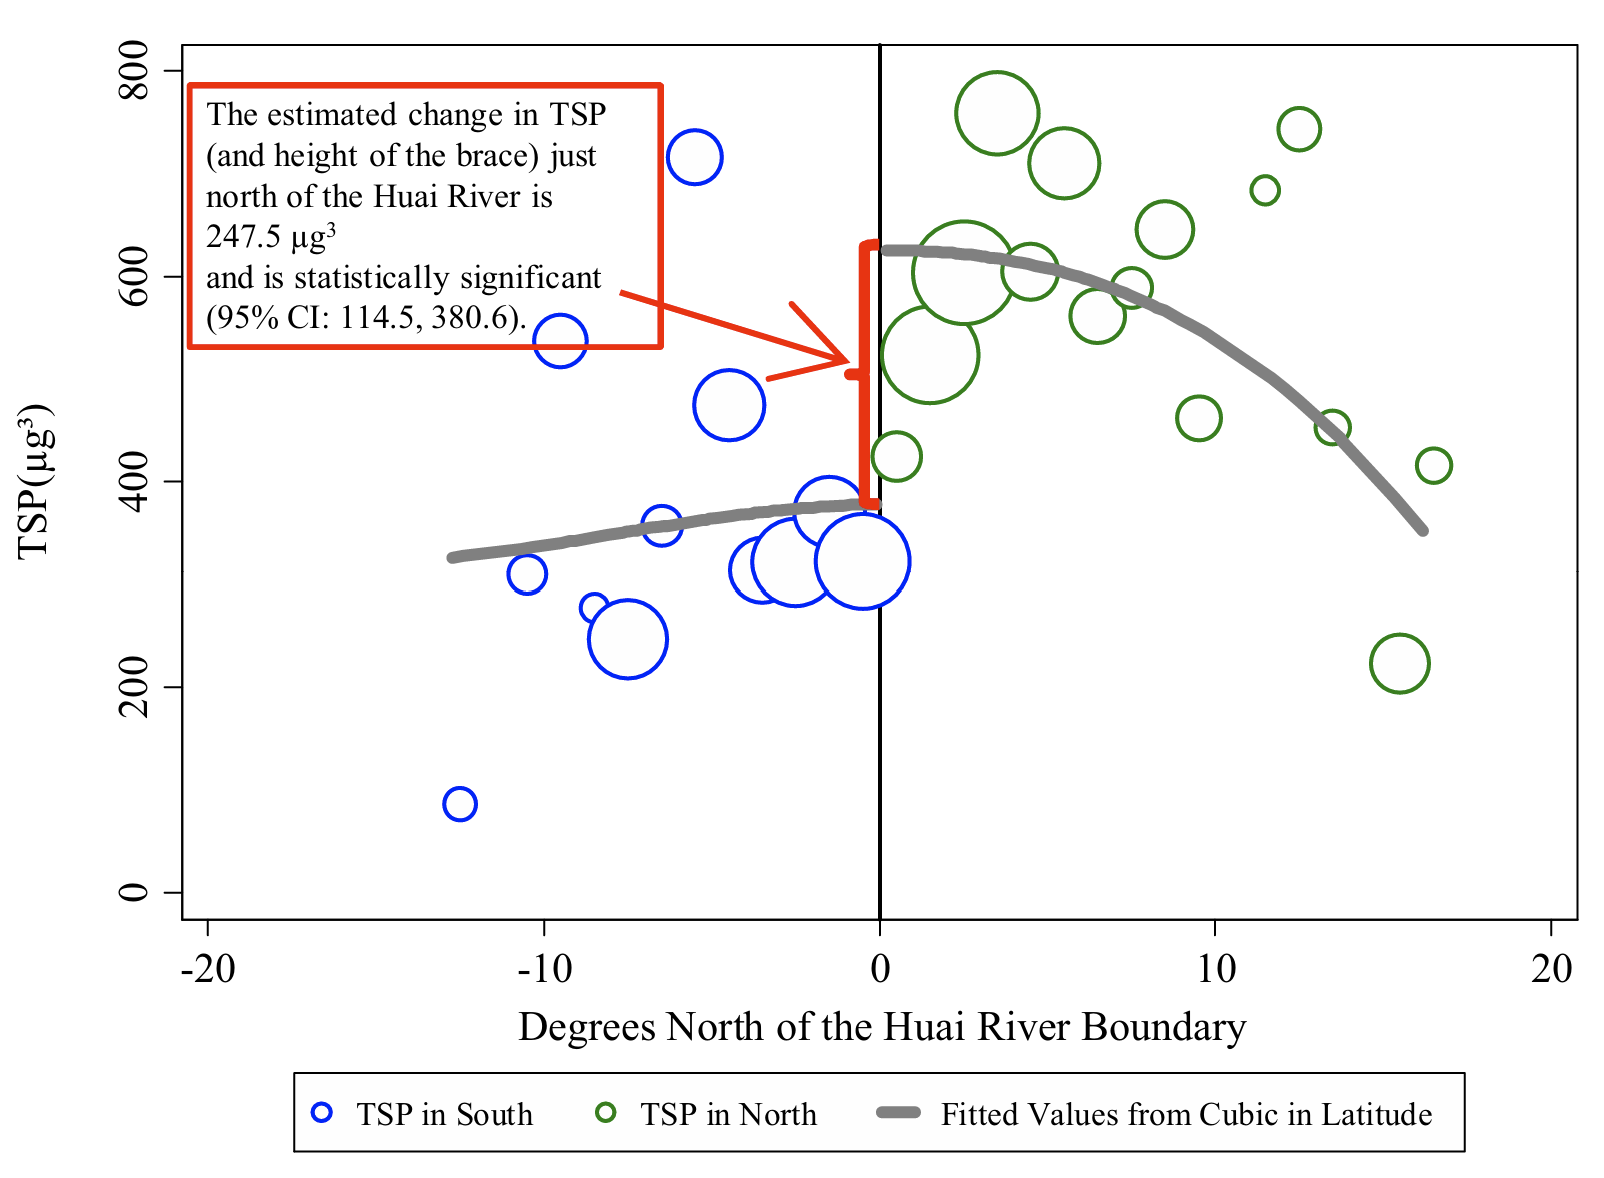 800
The estimated change in TSP
(and height of the brace) just
north of the Huai River is
247.5 µg³
and is statistically significant
(95% CI: 114.5, 380.6).
600
TSP(µg³)
400
200
0
-20 -10 0 10 20
Degrees North of the Huai River Boundary
TSP in South TSP in North Fitted Values from Cubic in Latitude